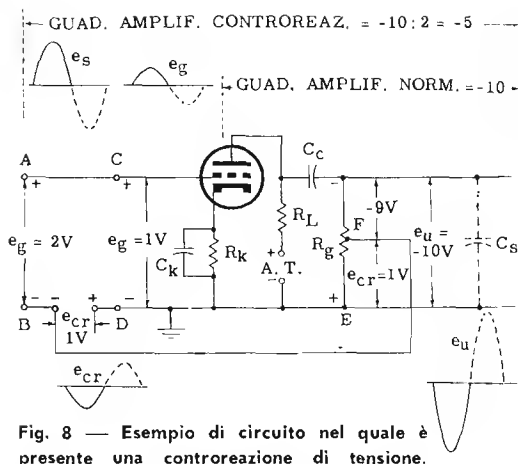 GUAD. AMPLIF. CONTROREAZ. = -10:2 = -5
e_s
e_g
GUAD. AMPLIF. NORM. = -10
A
C
C_c
+
+
-
-9V
R_L
F
e_g = 2V
e_g = 1V
C_k
R_k
+
A. T.
-
R_g
e_cr = 1V
e_u = -10V
C_s
B
-
-
+
D
-
+
E
e_cr
1V
e_cr
e_u
Fig. 8 — Esempio di circuito nel quale è
presente una controreazione di tensione.